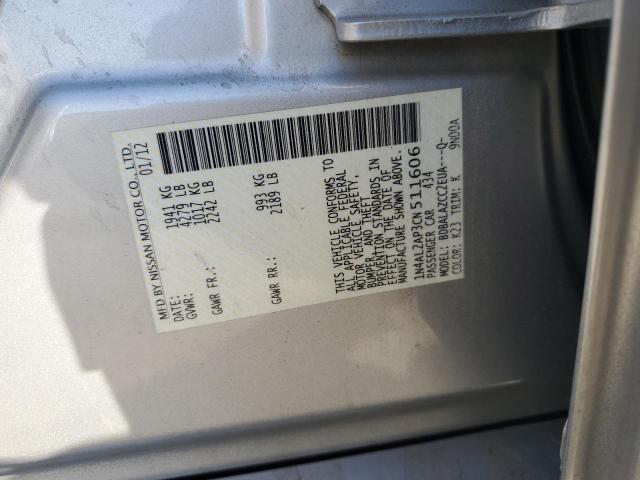 MFD BY NISSAN MOTOR CO., LTD.
DATE: 01/12
GVWR: 1941 KG
4279 LB
GAWR FR.: 1017 KG
2242 LB
GAWR RR.: 993 KG
2189 LB
THIS VEHICLE CONFORMS TO
ALL APPLICABLE FEDERAL
MOTOR VEHICLE SAFETY,
BUMPER, AND THEFT
PREVENTION STANDARDS IN
EFFECT ON THE DATE OF
MANUFACTURE SHOWN ABOVE.
1N4AL2AP3CN511606
PASSENGER CAR 434
MODEL: BDBALA2CC2EUA---Q-
COLOR: K23 TRIM: K 9N00A